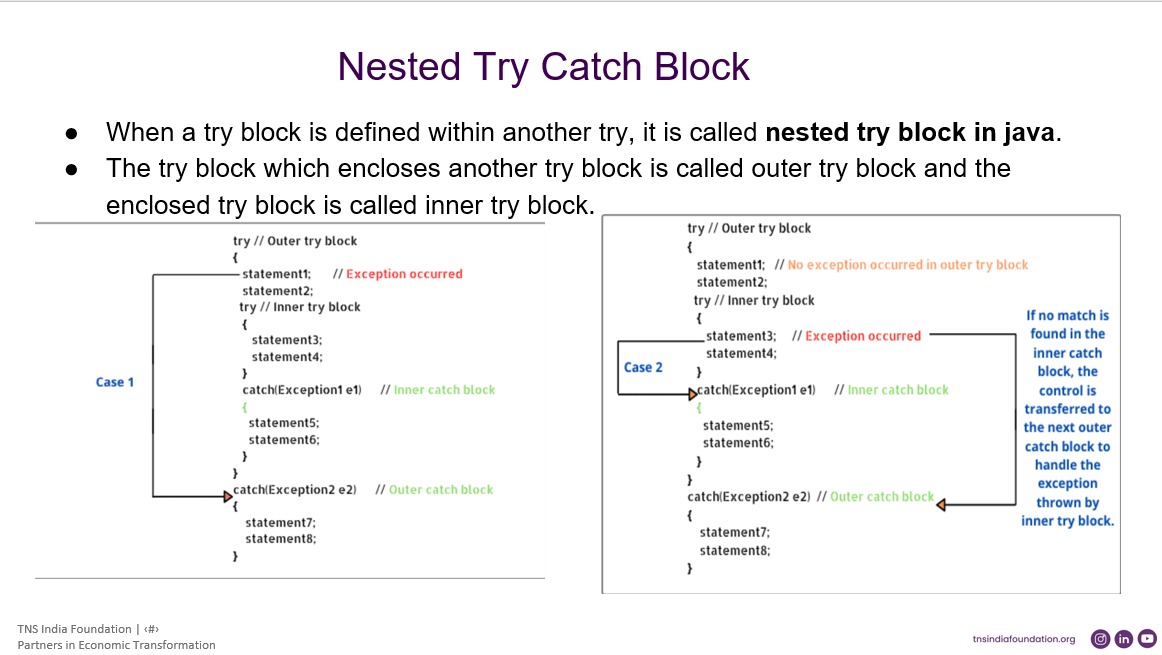 Nested Try Catch Block
● When a try block is defined within another try, it is called nested try block in java.
● The try block which encloses another try block is called outer try block and the
enclosed try block is called inner try block.
try // Outer try block
{
statement1; // Exception occurred
statement2;
try // Inner try block
{
statement3;
statement4;
}
Case 1
catch(Exception1 e1) // Inner catch block
{
statement5;
statement6;
}
}
catch(Exception2 e2) // Outer catch block
{
statement7;
statement8;
}
try // Outer try block
{
statement1; // No exception occurred in outer try block
statement2;
try // Inner try block
{
statement3; // Exception occurred
statement4;
}
Case 2
catch(Exception1 e1) // Inner catch block
{
statement5;
statement6;
}
}
catch(Exception2 e2) // Outer catch block
{
statement7;
statement8;
}
If no match is
found in the
inner catch
block, the
control is
transferred to
the next outer
catch block to
handle the
exception
thrown by
inner try block.
TNS India Foundation | ‹#›
Partners in Economic Transformation
tnsindiafoundation.org